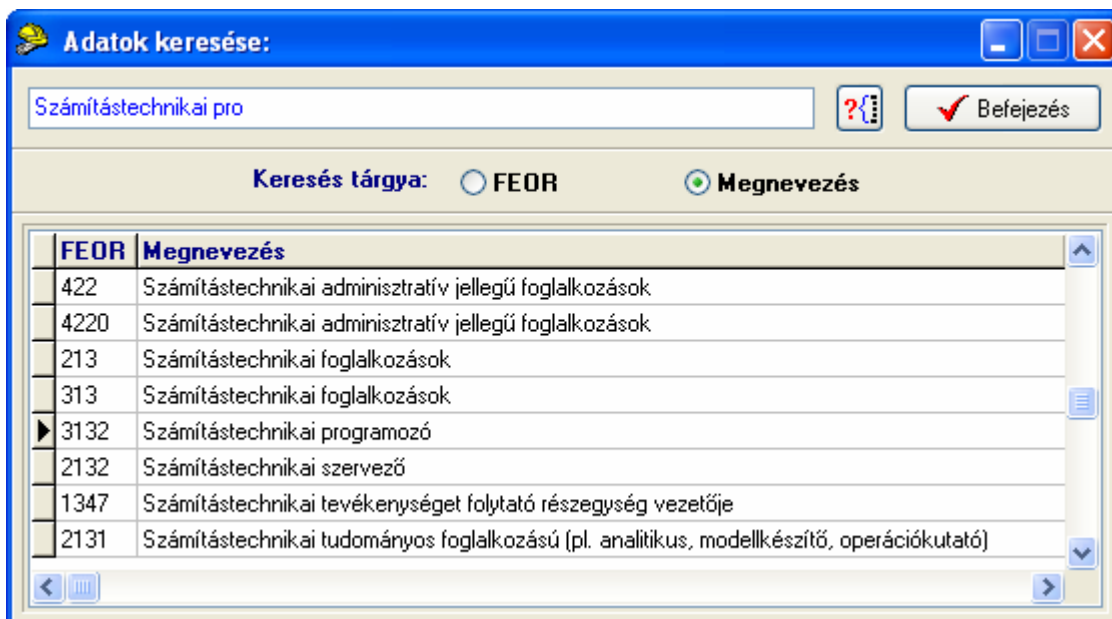 Adatok keresése:
Számítástechnikai pro
?{ Befejezés
Keresés tárgya: FEOR Megnevezés
FEOR Megnevezés
422 Számítástechnikai adminisztratív jellegű foglalkozások
4220 Számítástechnikai adminisztratív jellegű foglalkozások
213 Számítástechnikai foglalkozások
313 Számítástechnikai foglalkozások
3132 Számítástechnikai programozó
2132 Számítástechnikai szervező
1347 Számítástechnikai tevékenységet folytató részegység vezetője
2131 Számítástechnikai tudományos foglalkozású (pl. analitikus, modellkészítő, operációkutató)